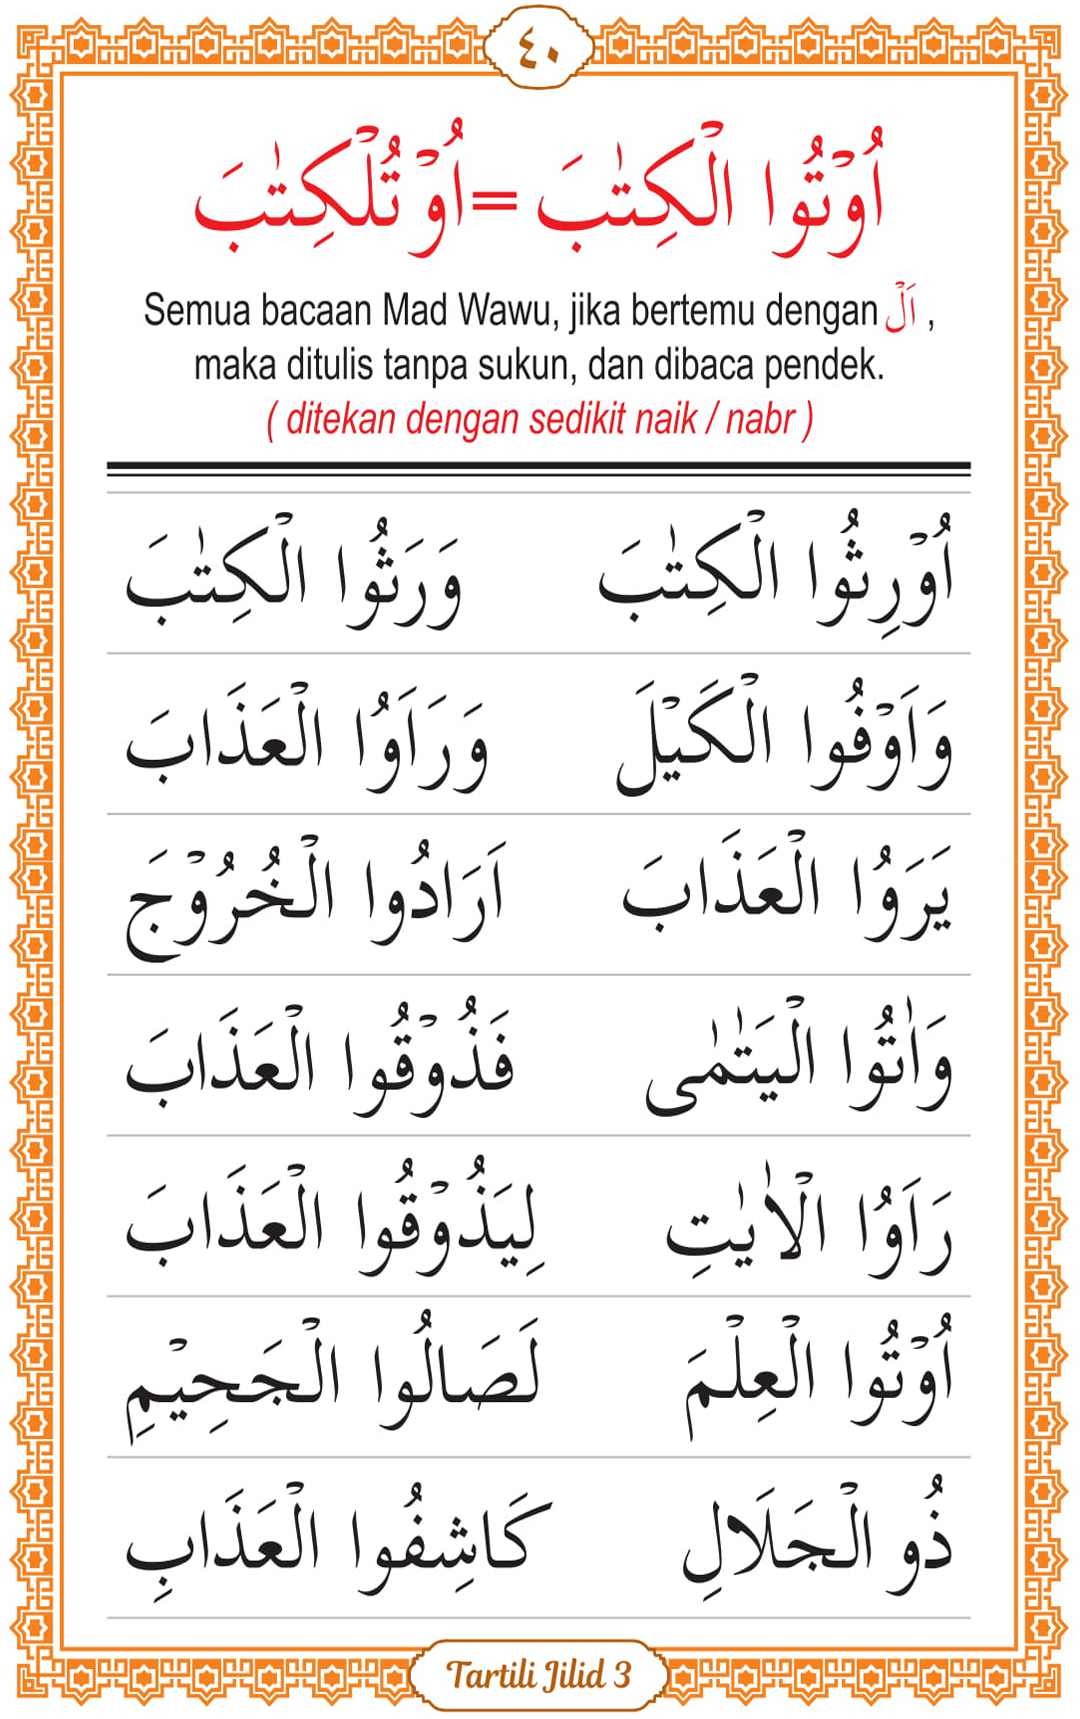 ٤٠
اُوْتُوا الْكِتٰبَ = اُوْ تُلْكِتٰبَ
Semua bacaan Mad Wawu, jika bertemu dengan اَلْ ,
maka ditulis tanpa sukun, dan dibaca pendek.
( ditekan dengan sedikit naik / nabr )
اُوْرِثُوا الْكِتٰبَ وَرَثُوا الْكِتٰبَ
وَاَوْفُوا الْكَيْلَ وَرَاَوُا الْعَذَابَ
يَرَوُا الْعَذَابَ اَرَادُوا الْخُرُوْجَ
وَاٰتُوا الْيَتٰمٰى فَذُوْقُوا الْعَذَابَ
رَاَوُا الْاٰيٰتِ لِيَذُوْقُوا الْعَذَابَ
اُوْتُوا الْعِلْمَ لَصَالُوا الْجَحِيْمِ
ذُو الْجَلَالِ كَاشِفُوا الْعَذَابِ
Tartili Jilid 3